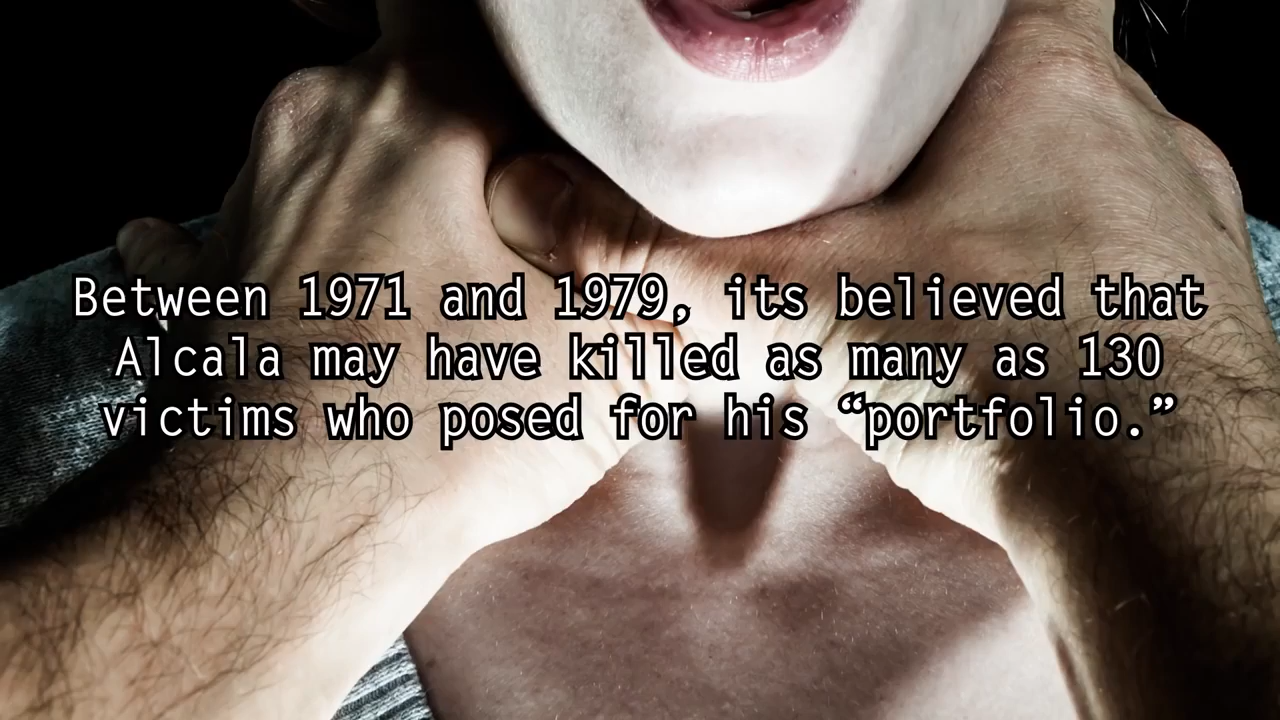 Between 1971 and 1979, its believed that
Alcala may have killed as many as 130
victims who posed for his “portfolio.”